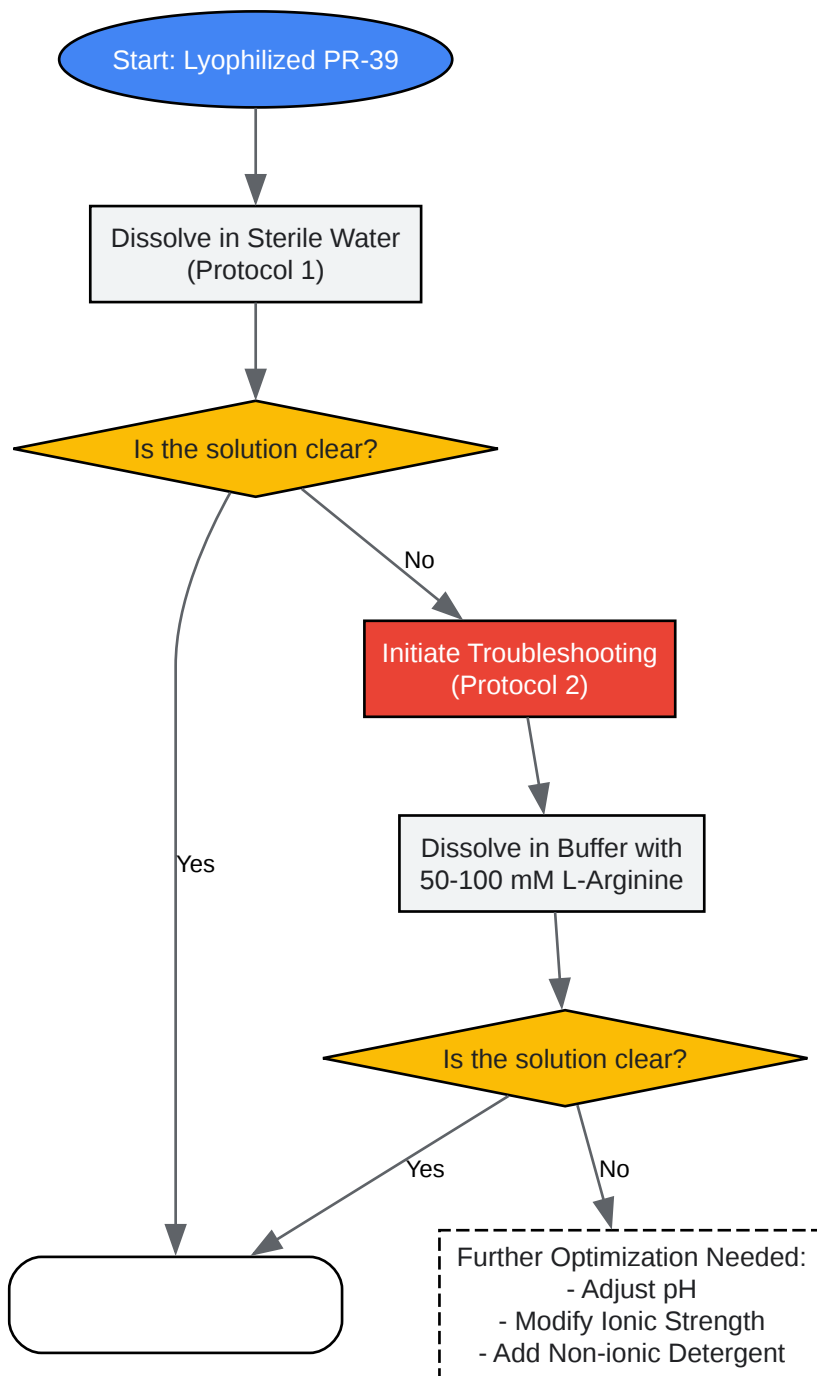 Start: Lyophilized PR-39
Dissolve in Sterile Water
(Protocol 1)
Is the solution clear?
No
Initiate Troubleshooting
(Protocol 2)
Yes
Dissolve in Buffer with
50-100 mM L-Arginine
Is the solution clear?
Yes
No
Further Optimization Needed:
- Adjust pH
- Modify Ionic Strength
- Add Non-ionic Detergent